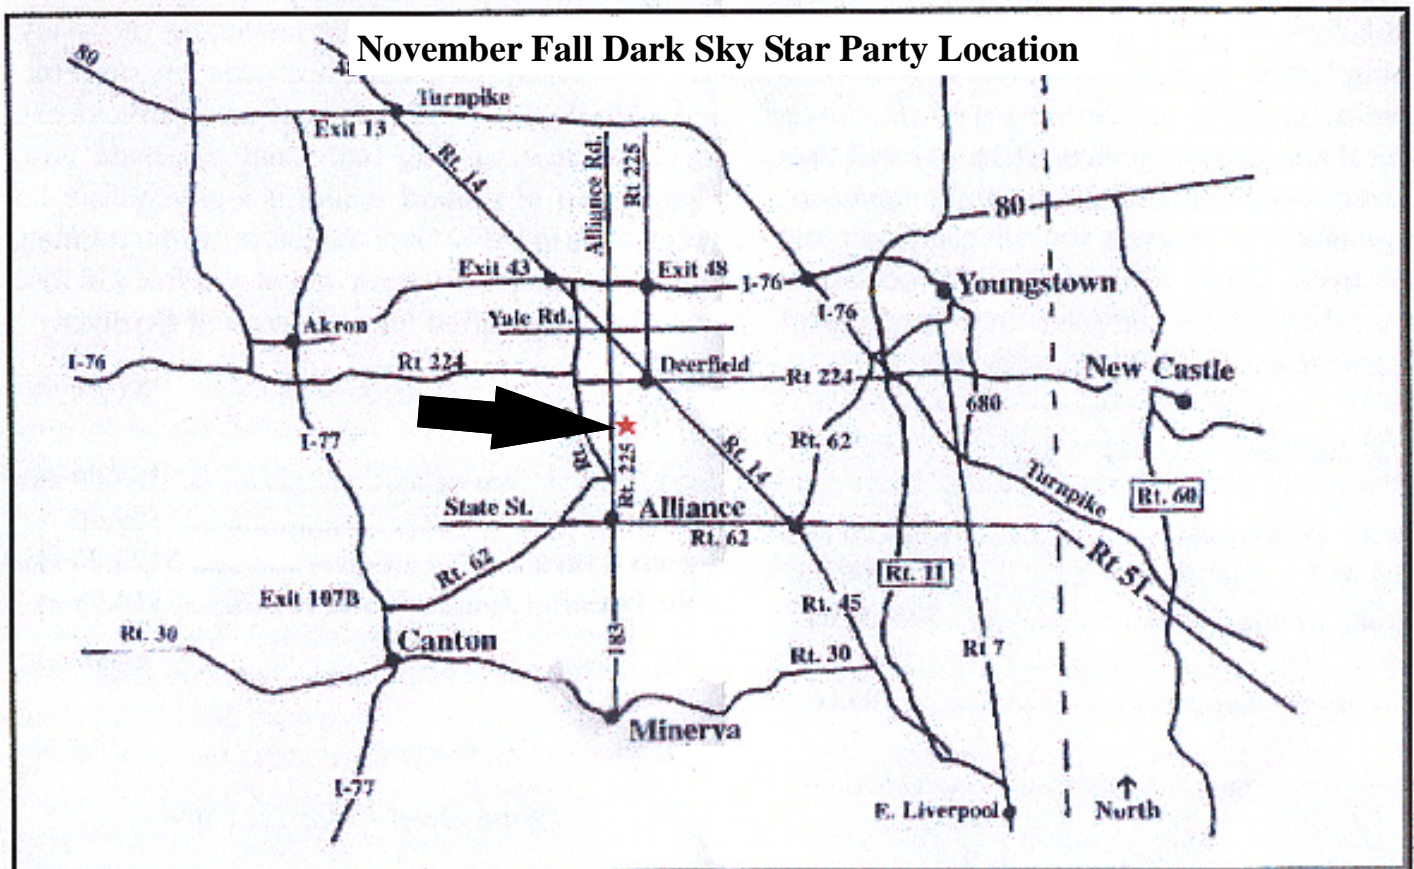 November Fall Dark Sky Star Party Location
80
Turnpike
Exit 13
Rt. 14
Alliance Rd.
Rt 225
80
Exit 43
Exit 48
I-76
Youngstown
Yale Rd.
I-76
Akron
I-76
Rt 224
Deerfield
Rt 224
New Castle
680
I-77
Rt. 62
Rt.
Rt. 225
Rt. 14
Turnpike
Rt. 60
State St.
Alliance
Rt. 62
Rt 51
Rt. 62
Rt. 11
Exit 107B
Rt. 45
Rt. 30
Canton
183
Rt. 30
Rt 7
Minerva
I-77
E. Liverpool
North